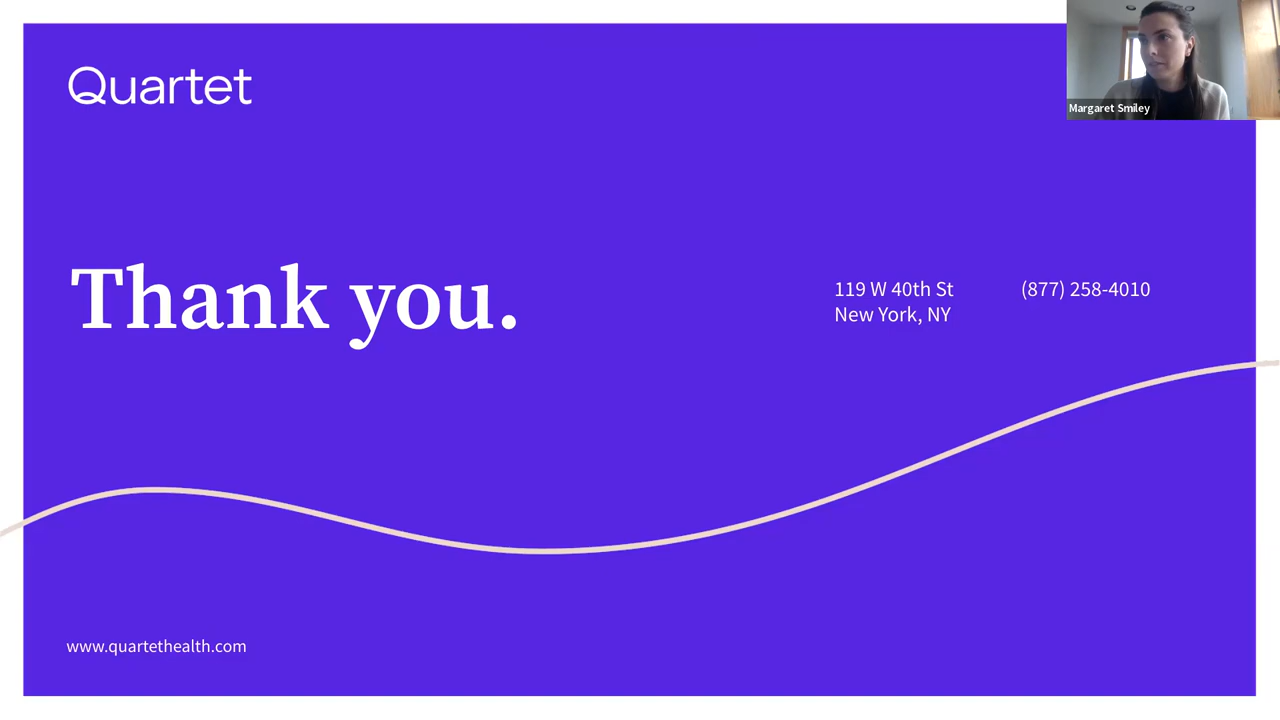 Quartet
Margaret Smiley
Thank you.
119 W 40th St
New York, NY
(877) 258-4010
www.quartethealth.com